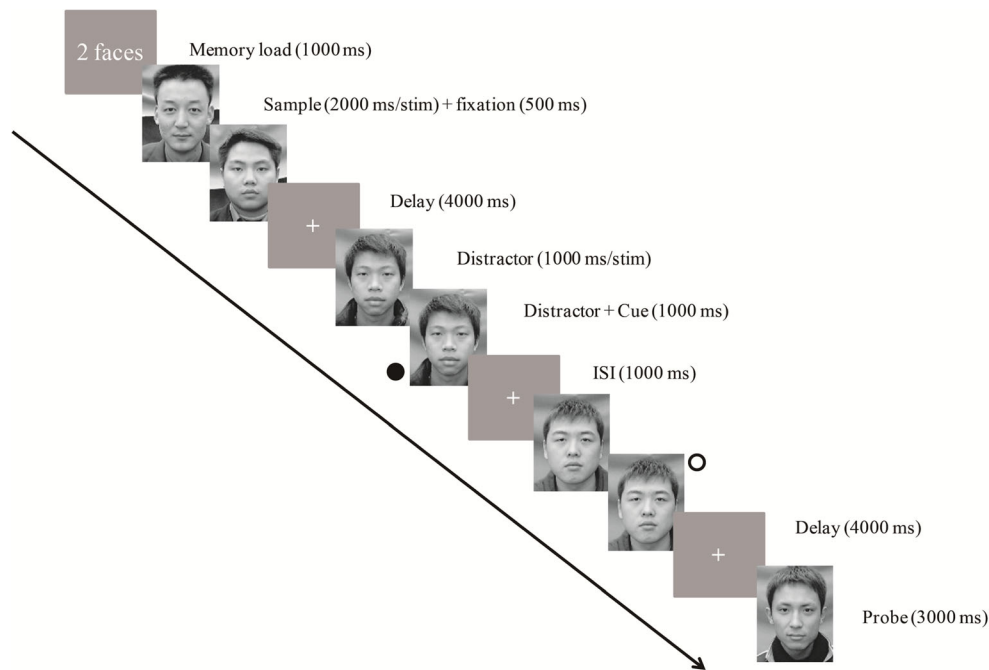 2 faces
Memory load (1000 ms)
Sample (2000 ms/stim) + fixation (500 ms)
Delay (4000 ms)
Distractor (1000 ms/stim)
Distractor + Cue (1000 ms)
ISI (1000 ms)
Delay (4000 ms)
Probe (3000 ms)